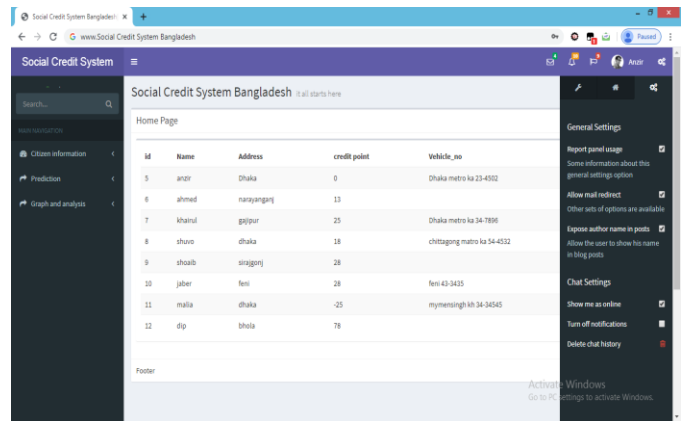 Social Credit System Bangladesh
www.Social Credit System Bangladesh
Paused
Social Credit System
Anzir
Search...
MAIN NAVIGATION
Citizen information
Prediction
Graph and analysis
Social Credit System Bangladesh It all starts here
Home Page
id Name Address credit point Vehicle_no
5 anzir Dhaka 0 Dhaka metro ka 23-4502
6 ahmed narayanganj 13
7 khairul gajipur 25 Dhaka metro ka 34-7896
8 shuvo dhaka 18 chittagong matro ka 54-4532
9 shoaib sirajgonj 28
10 jaber feni 28 feni 43-3435
11 malia dhaka -25 mymensingh kh 34-34545
12 dip bhola 78
Footer
General Settings
Report panel usage
Some information about this
general settings option
Allow mail redirect
Other sets of options are available
Expose author name in posts
Allow the user to show his name
in blog posts
Chat Settings
Show me as online
Turn off notifications
Delete chat history
Activate Windows
Go to PC settings to activate Windows.